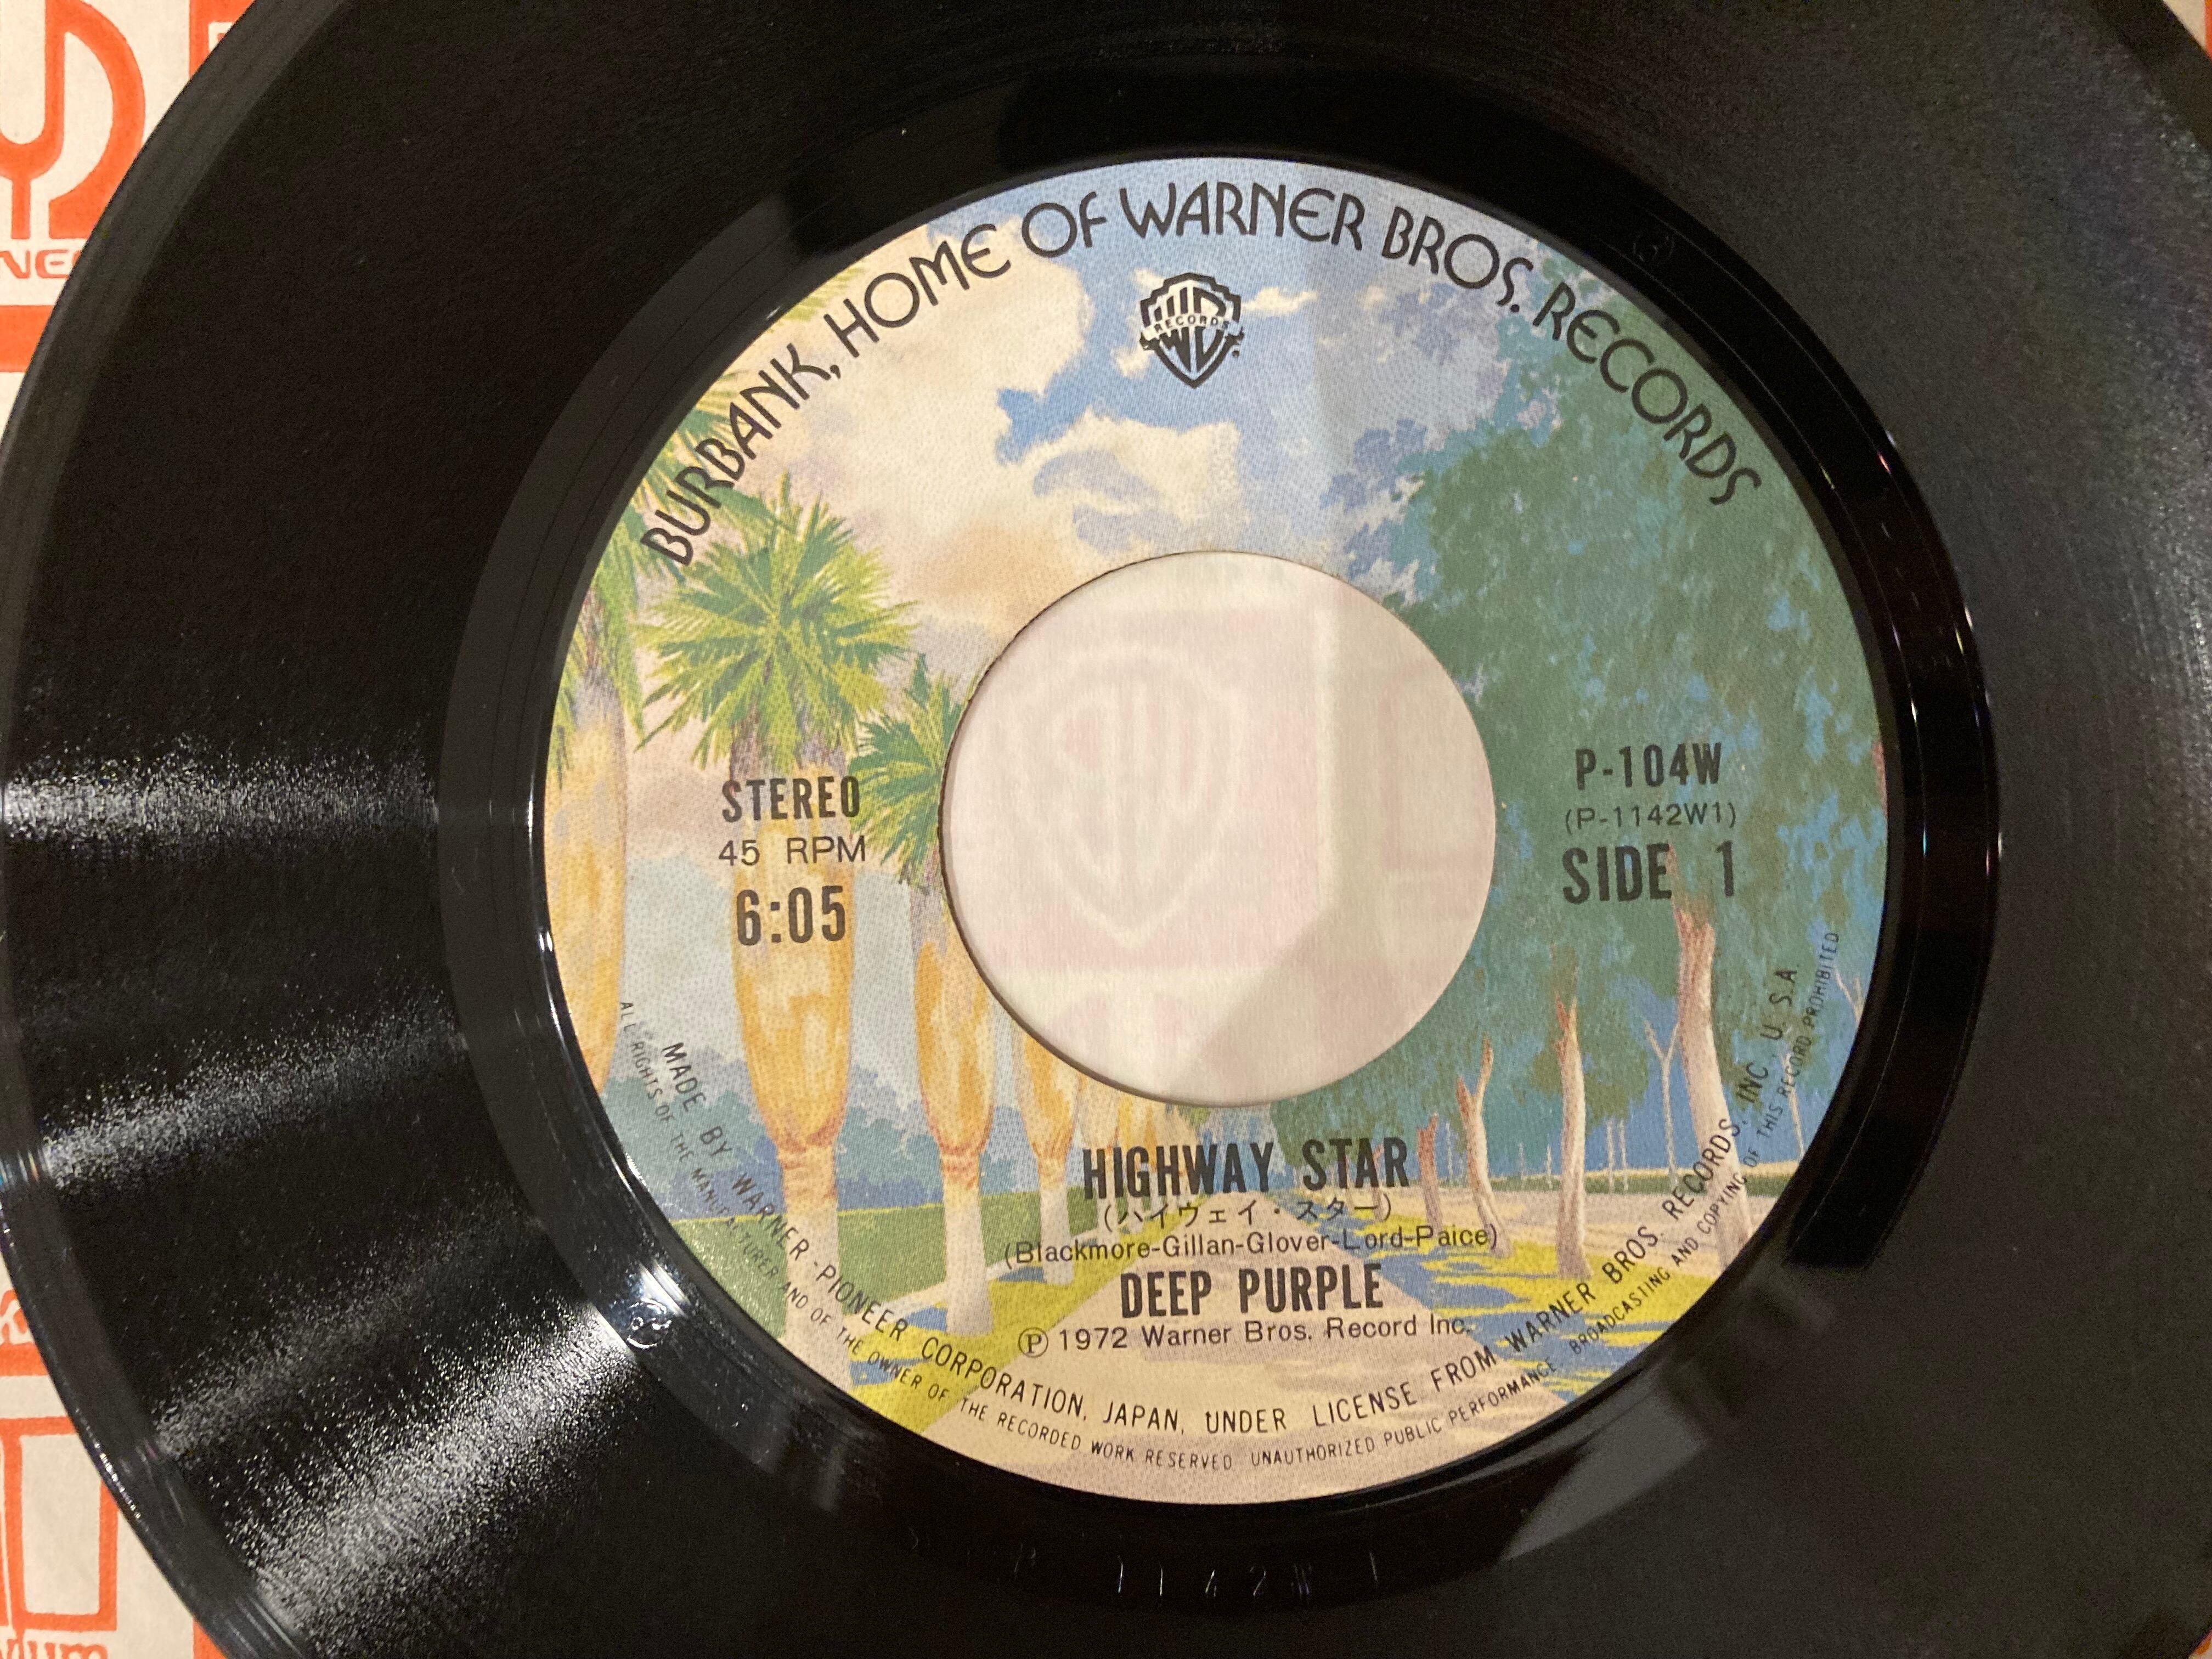 BURBANK, HOME OF WARNER BROS. RECORDS
RECORDS
STEREO
45 RPM
6:05
P-104W
(P-1142W1)
SIDE 1
HIGHWAY STAR
(ハイウェイ・スター)
(Blackmore-Gillan-Glover-Lord-Paice)
DEEP PURPLE
Ⓟ 1972 Warner Bros. Record Inc.
MADE BY WARNER-PIONEER CORPORATION, JAPAN, UNDER LICENSE FROM WARNER BROS. RECORDS, INC, U.S.A.
ALL RIGHTS OF THE MANUFACTURER AND OF THE OWNER OF THE RECORDED WORK RESERVED UNAUTHORIZED PUBLIC PERFORMANCE, BROADCASTING AND COPYING OF THIS RECORD PROHIBITED
P 1142W 1